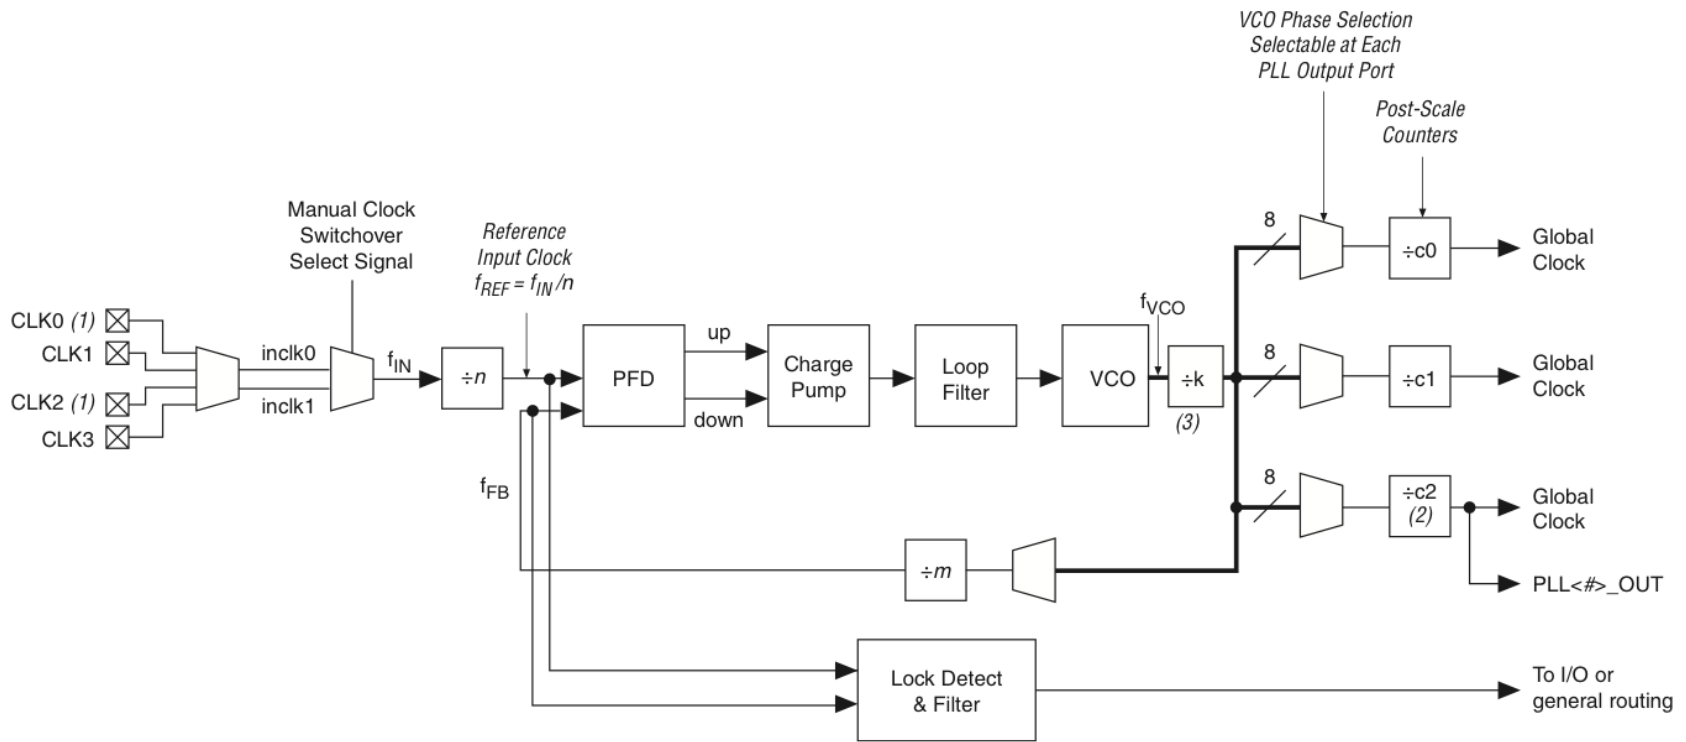 VCO Phase Selection
Selectable at Each
PLL Output Port
Post-Scale
Counters
Manual Clock
Switchover
Select Signal
Reference
Input Clock
fREF = fIN /n
CLK0 (1)
CLK1
CLK2 (1)
CLK3
inclk0
inclk1
fIN
÷n
PFD
up
down
Charge
Pump
Loop
Filter
VCO
fVCO
÷k
(3)
8
÷c0
Global
Clock
8
÷c1
Global
Clock
8
÷c2
(2)
Global
Clock
PLL<#>_OUT
fFB
÷m
Lock Detect
& Filter
To I/O or
general routing